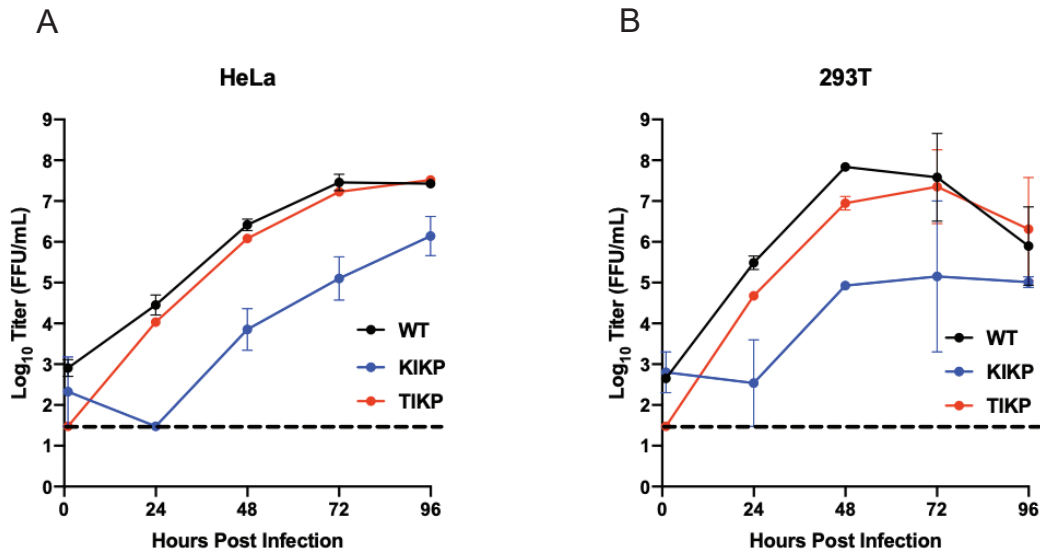 A
HeLa
Log10 Titer (FFU/mL)
9
8
7
6
5
4
3
2
1
0
WT
KIKP
TIKP
0 24 48 72 96
Hours Post Infection
B
293T
Log10 Titer (FFU/mL)
9
8
7
6
5
4
3
2
1
0
WT
KIKP
TIKP
0 24 48 72 96
Hours Post Infection